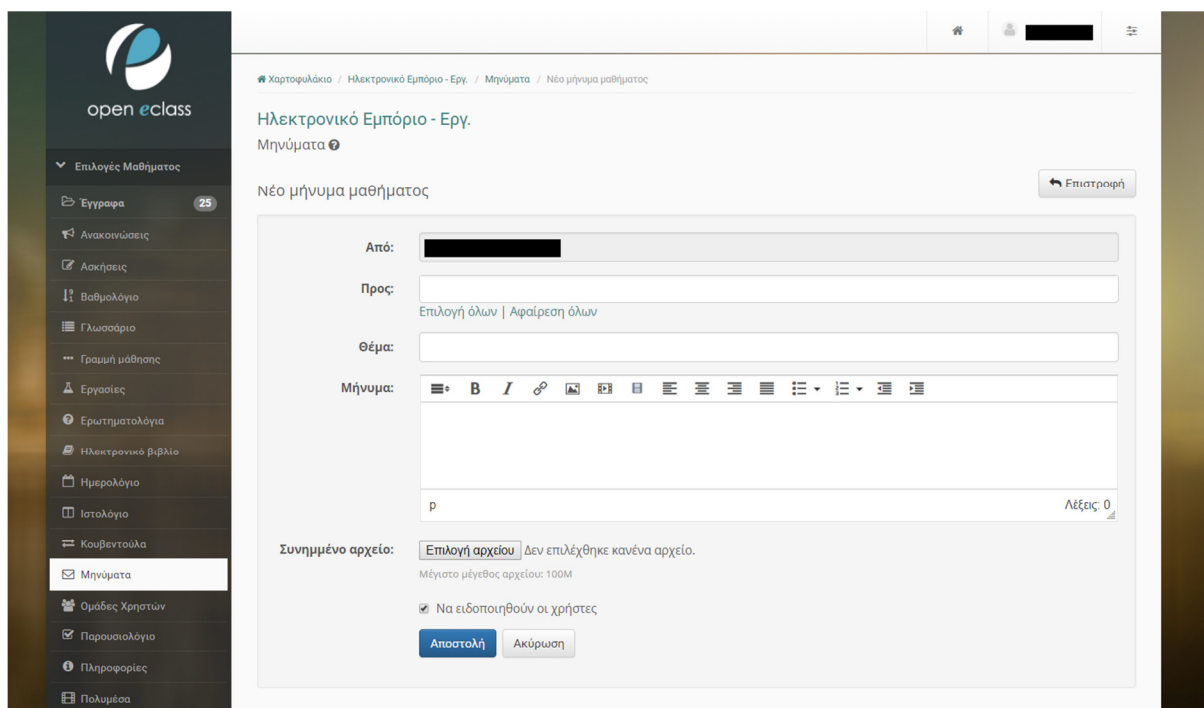 open eclass
Επιλογές Μαθήματος
Έγγραφα 25
Ανακοινώσεις
Ασκήσεις
Βαθμολόγιο
Γλωσσάριο
Γραμμή μάθησης
Εργασίες
Ερωτηματολόγια
Ηλεκτρονικό βιβλίο
Ημερολόγιο
Ιστολόγιο
Κουβεντούλα
Μηνύματα
Ομάδες Χρηστών
Παρουσιολόγιο
Πληροφορίες
Πολυμέσα
Χαρτοφυλάκιο / Ηλεκτρονικό Εμπόριο - Εργ. / Μηνύματα / Νέο μήνυμα μαθήματος
Ηλεκτρονικό Εμπόριο - Εργ.
Μηνύματα
Νέο μήνυμα μαθήματος
Επιστροφή
Από:
Προς:
Επιλογή όλων | Αφαίρεση όλων
Θέμα:
Μήνυμα:
B I
p Λέξεις: 0
Συνημμένο αρχείο: Επιλογή αρχείου Δεν επιλέχθηκε κανένα αρχείο.
Μέγιστο μέγεθος αρχείου: 100M
Να ειδοποιηθούν οι χρήστες
Αποστολή Ακύρωση